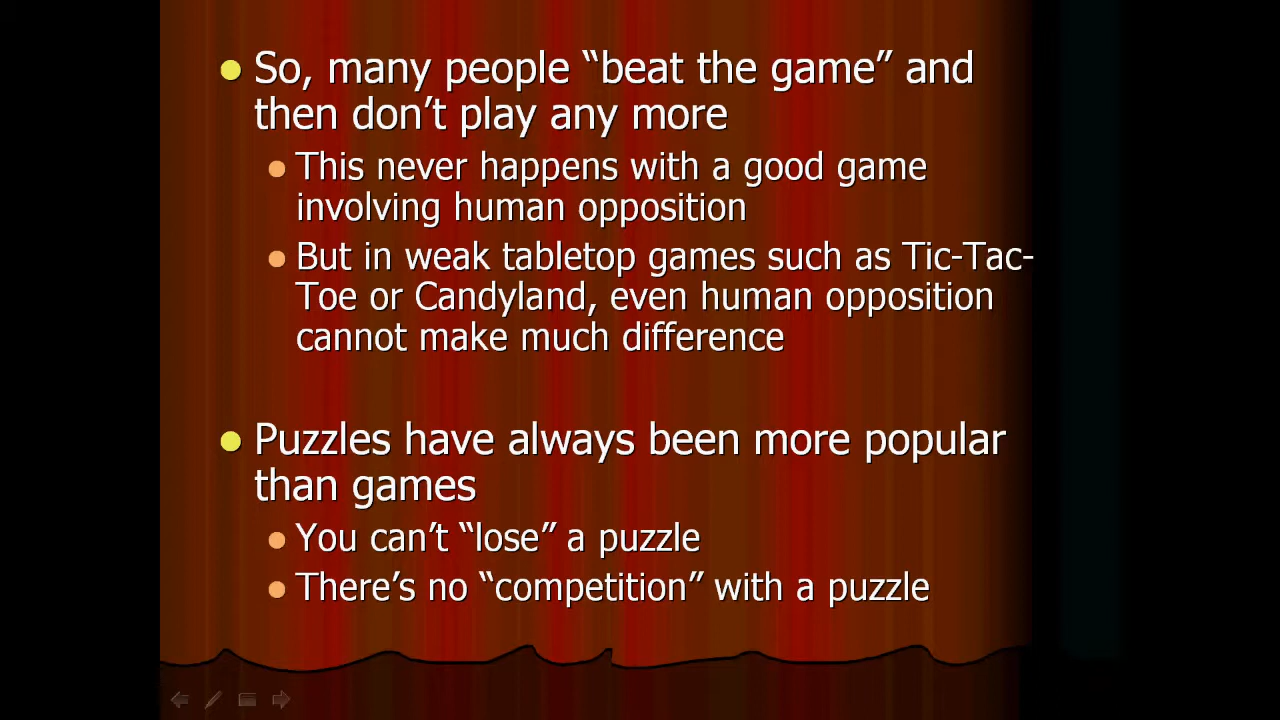 So, many people “beat the game” and
then don’t play any more
This never happens with a good game
involving human opposition
But in weak tabletop games such as Tic-Tac-
Toe or Candyland, even human opposition
cannot make much difference
Puzzles have always been more popular
than games
You can’t “lose” a puzzle
There’s no “competition” with a puzzle